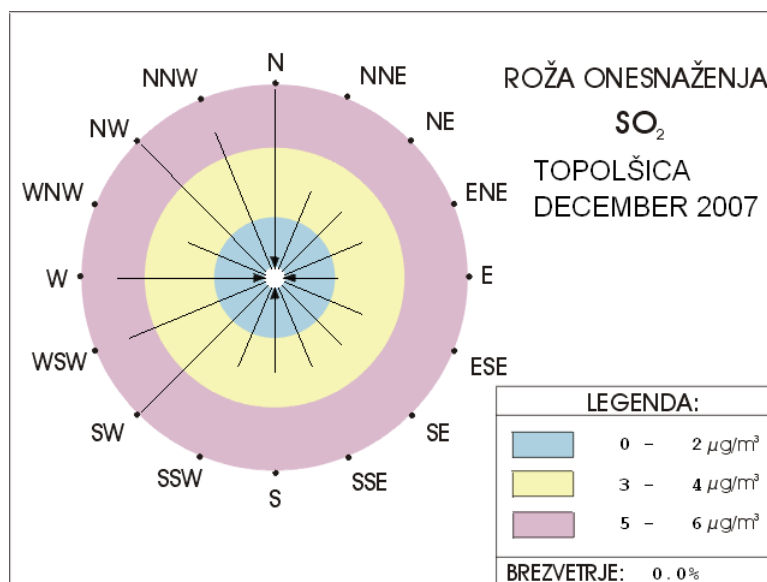 ROŽA ONESNAŽENJA
SO₂
TOPOLŠICA
DECEMBER 2007
N
NNE
NE
ENE
E
ESE
SE
SSE
S
SSW
SW
WSW
W
WNW
NW
NNW
LEGENDA:
0 – 2 µg/m³
3 – 4 µg/m³
5 – 6 µg/m³
BREZVETRJE: 0.0%